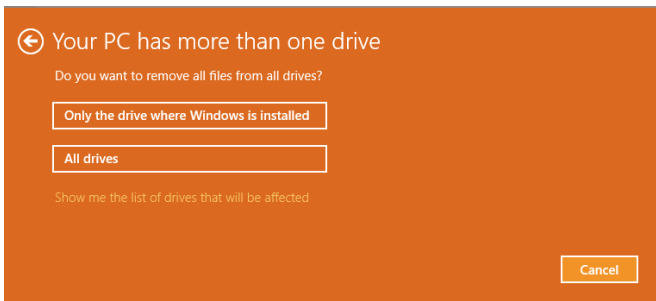 Your PC has more than one drive
Do you want to remove all files from all drives?
Only the drive where Windows is installed
All drives
Show me the list of drives that will be affected
Cancel